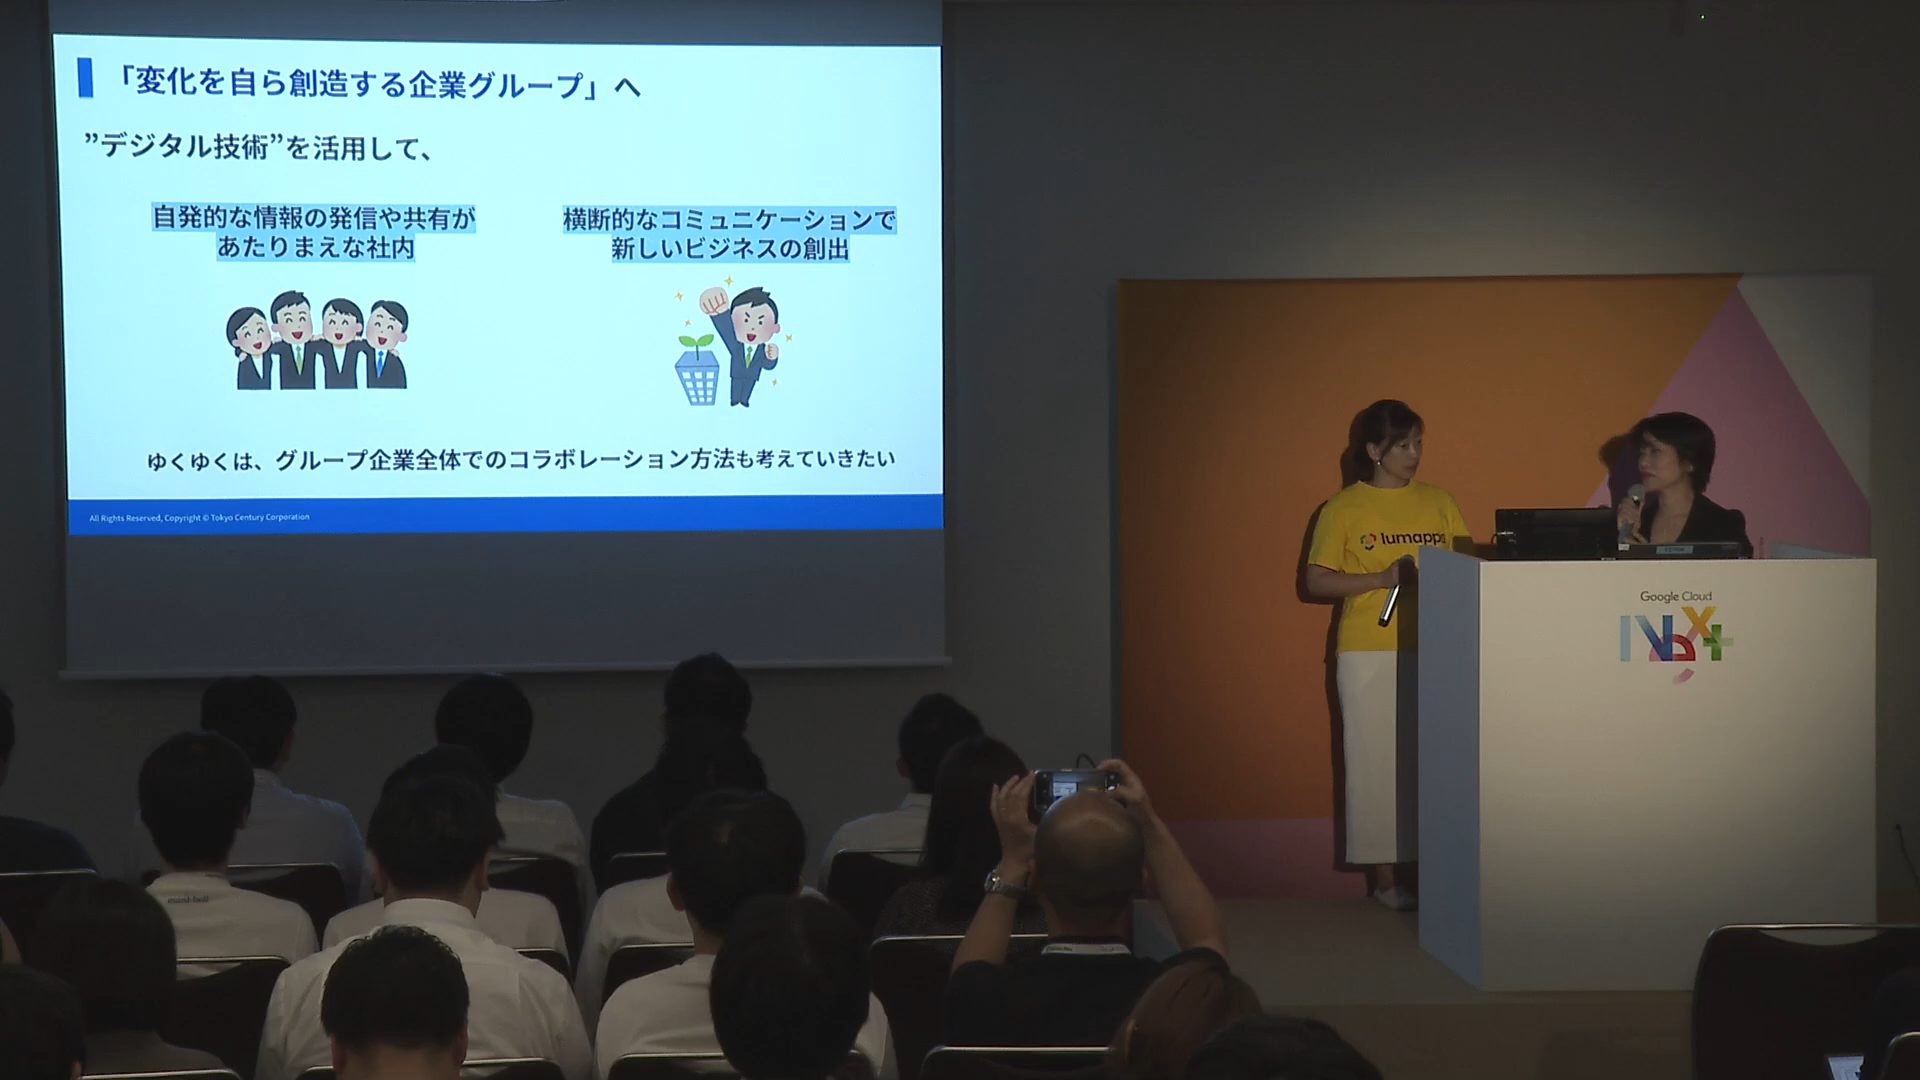 「変化を自ら創造する企業グループ」へ
”デジタル技術”を活用して、
自発的な情報の発信や共有が
あたりまえな社内
横断的なコミュニケーションで
新しいビジネスの創出
ゆくゆくは、グループ企業全体でのコラボレーション方法も考えていきたい
All Rights Reserved, Copyright © Tokyo Century Corporation
lumapps
Google Cloud
Next